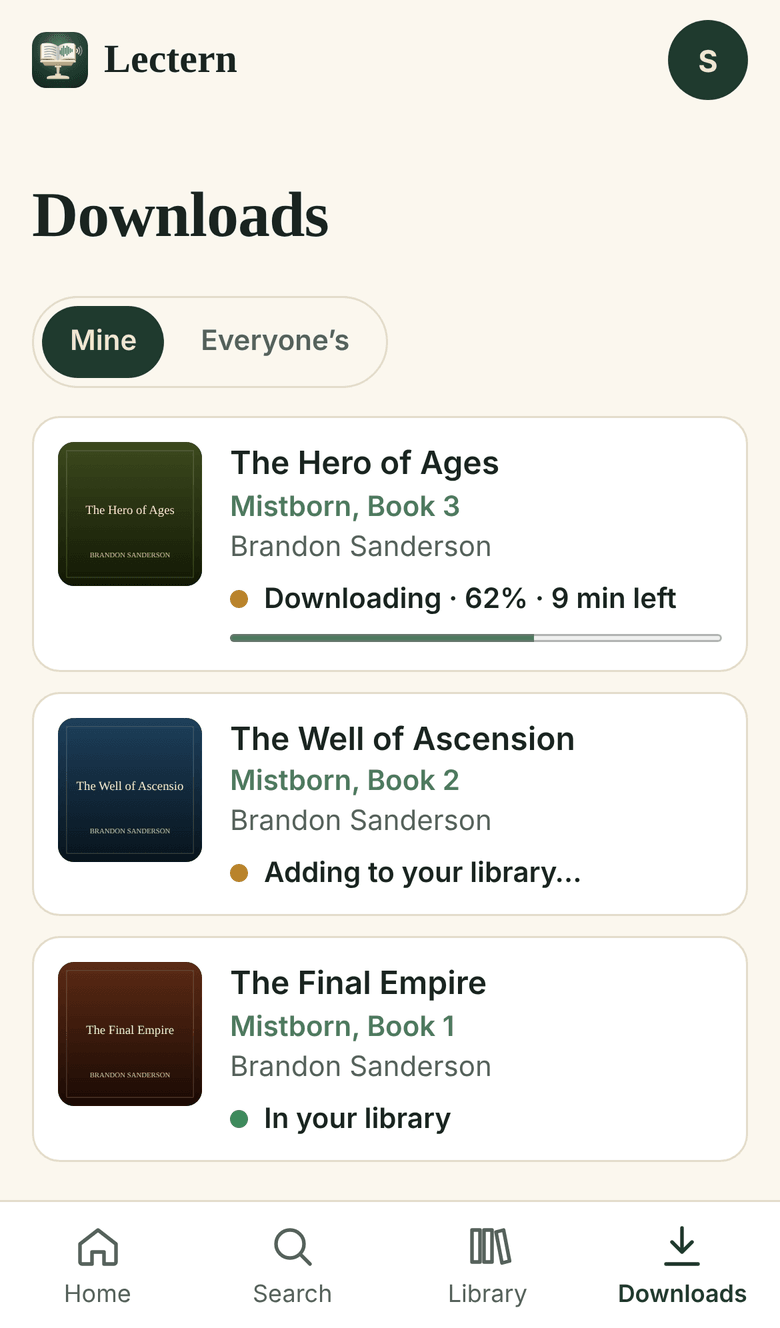 Lectern
S
Downloads
Mine
Everyone’s
The Hero of Ages
BRANDON SANDERSON
The Hero of Ages
Mistborn, Book 3
Brandon Sanderson
Downloading · 62% · 9 min left
The Well of Ascensio
BRANDON SANDERSON
The Well of Ascension
Mistborn, Book 2
Brandon Sanderson
Adding to your library…
The Final Empire
BRANDON SANDERSON
The Final Empire
Mistborn, Book 1
Brandon Sanderson
In your library
Home
Search
Library
Downloads